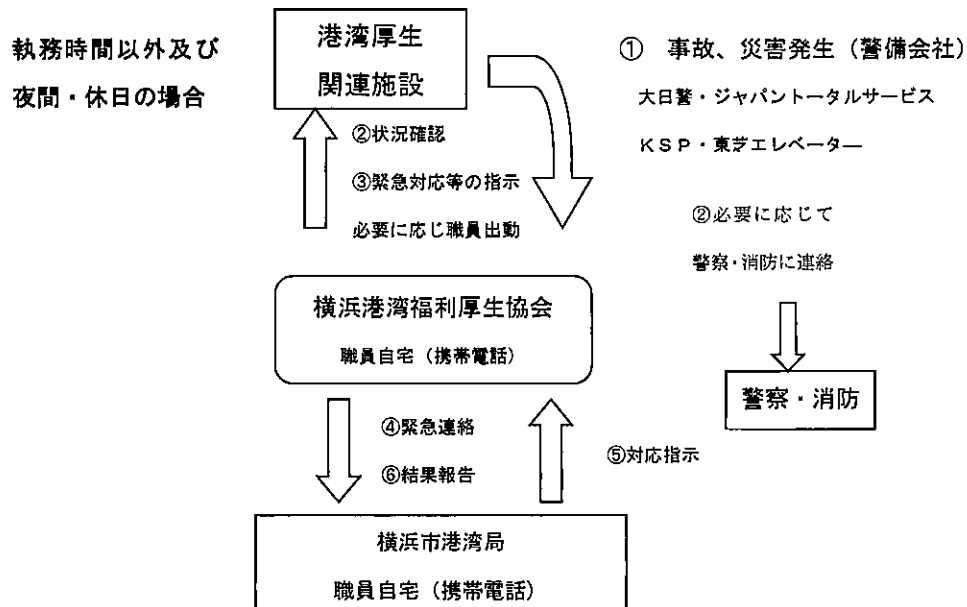 執務時間以外及び
夜間・休日の場合
港湾厚生
関連施設
① 事故、災害発生（警備会社）
大日警・ジャパントータルサービス
ＫＳＰ・東芝エレベーター
②状況確認
③緊急対応等の指示
必要に応じ職員出動
②必要に応じて
警察・消防に連絡
横浜港湾福利厚生協会
職員自宅（携帯電話）
警察・消防
④緊急連絡
⑥結果報告
⑤対応指示
横浜市港湾局
職員自宅（携帯電話）